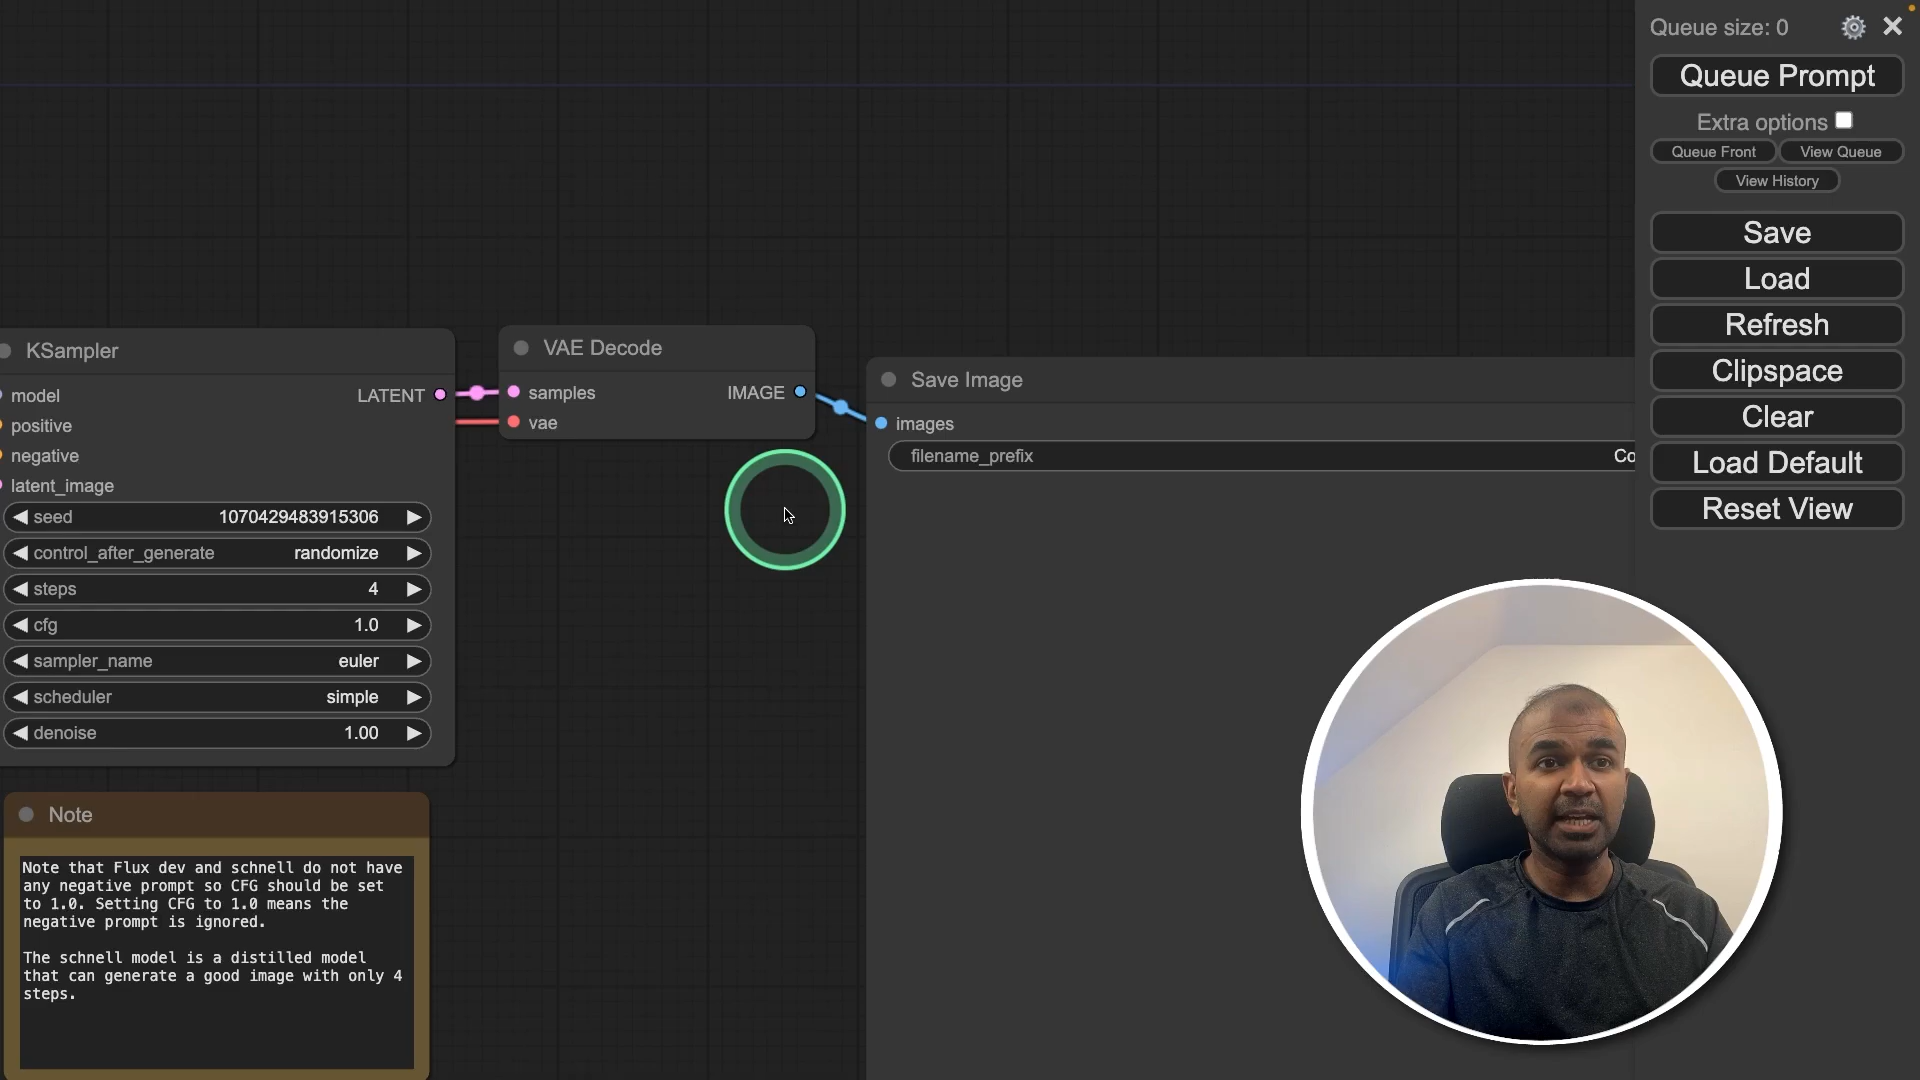 Queue size: 0
Queue Prompt
Extra options
Queue Front
View Queue
View History
Save
Load
Refresh
Clipspace
Clear
Load Default
Reset View
KSampler
model
LATENT
positive
negative
latent_image
seed 1070429483915306
control_after_generate randomize
steps 4
cfg 1.0
sampler_name euler
scheduler simple
denoise 1.00
VAE Decode
samples
IMAGE
vae
Save Image
images
filename_prefix Co
Note
Note that Flux dev and schnell do not have
any negative prompt so CFG should be set
to 1.0. Setting CFG to 1.0 means the
negative prompt is ignored.
The schnell model is a distilled model
that can generate a good image with only 4
steps.